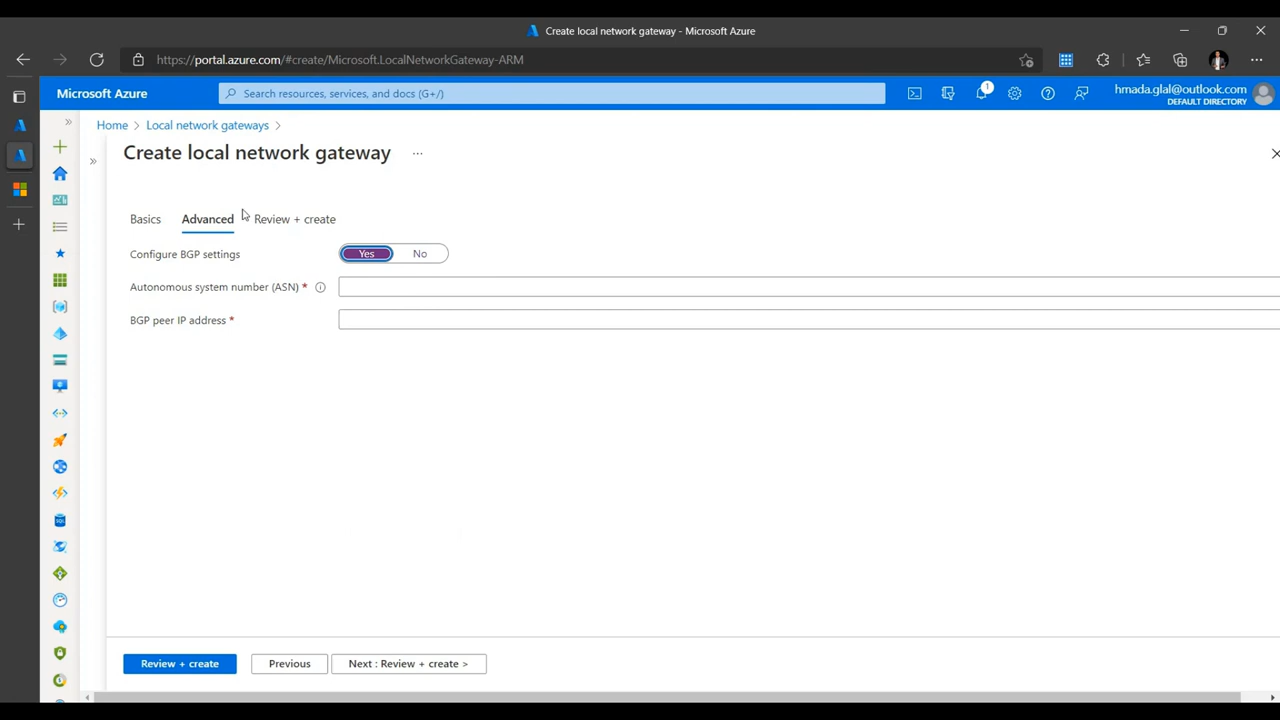 Create local network gateway - Microsoft Azure
https://portal.azure.com/#create/Microsoft.LocalNetworkGateway-ARM
Microsoft Azure
Search resources, services, and docs (G+/)
1
hmada.glal@outlook.com
DEFAULT DIRECTORY
Home > Local network gateways >
Create local network gateway ...
Basics Advanced Review + create
Configure BGP settings Yes No
Autonomous system number (ASN) *
BGP peer IP address *
Review + create Previous Next : Review + create >